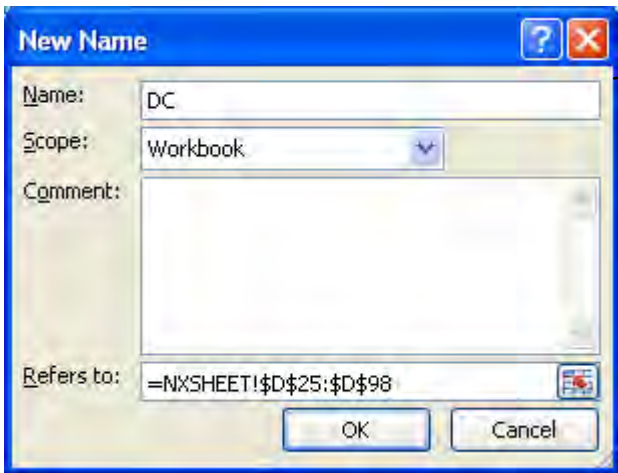 New Name
Name: DC
Scope: Workbook
Comment:
Refers to: =NXSHEET!$D$25:$D$98
OK Cancel